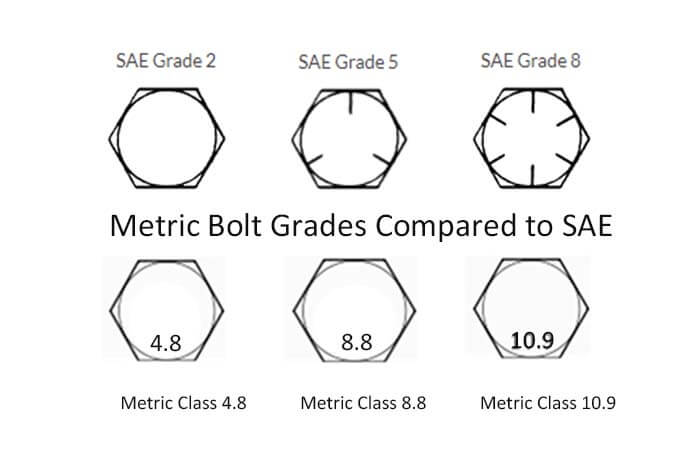 SAE Grade 2 SAE Grade 5 SAE Grade 8
Metric Bolt Grades Compared to SAE
4.8 8.8 10.9
Metric Class 4.8 Metric Class 8.8 Metric Class 10.9